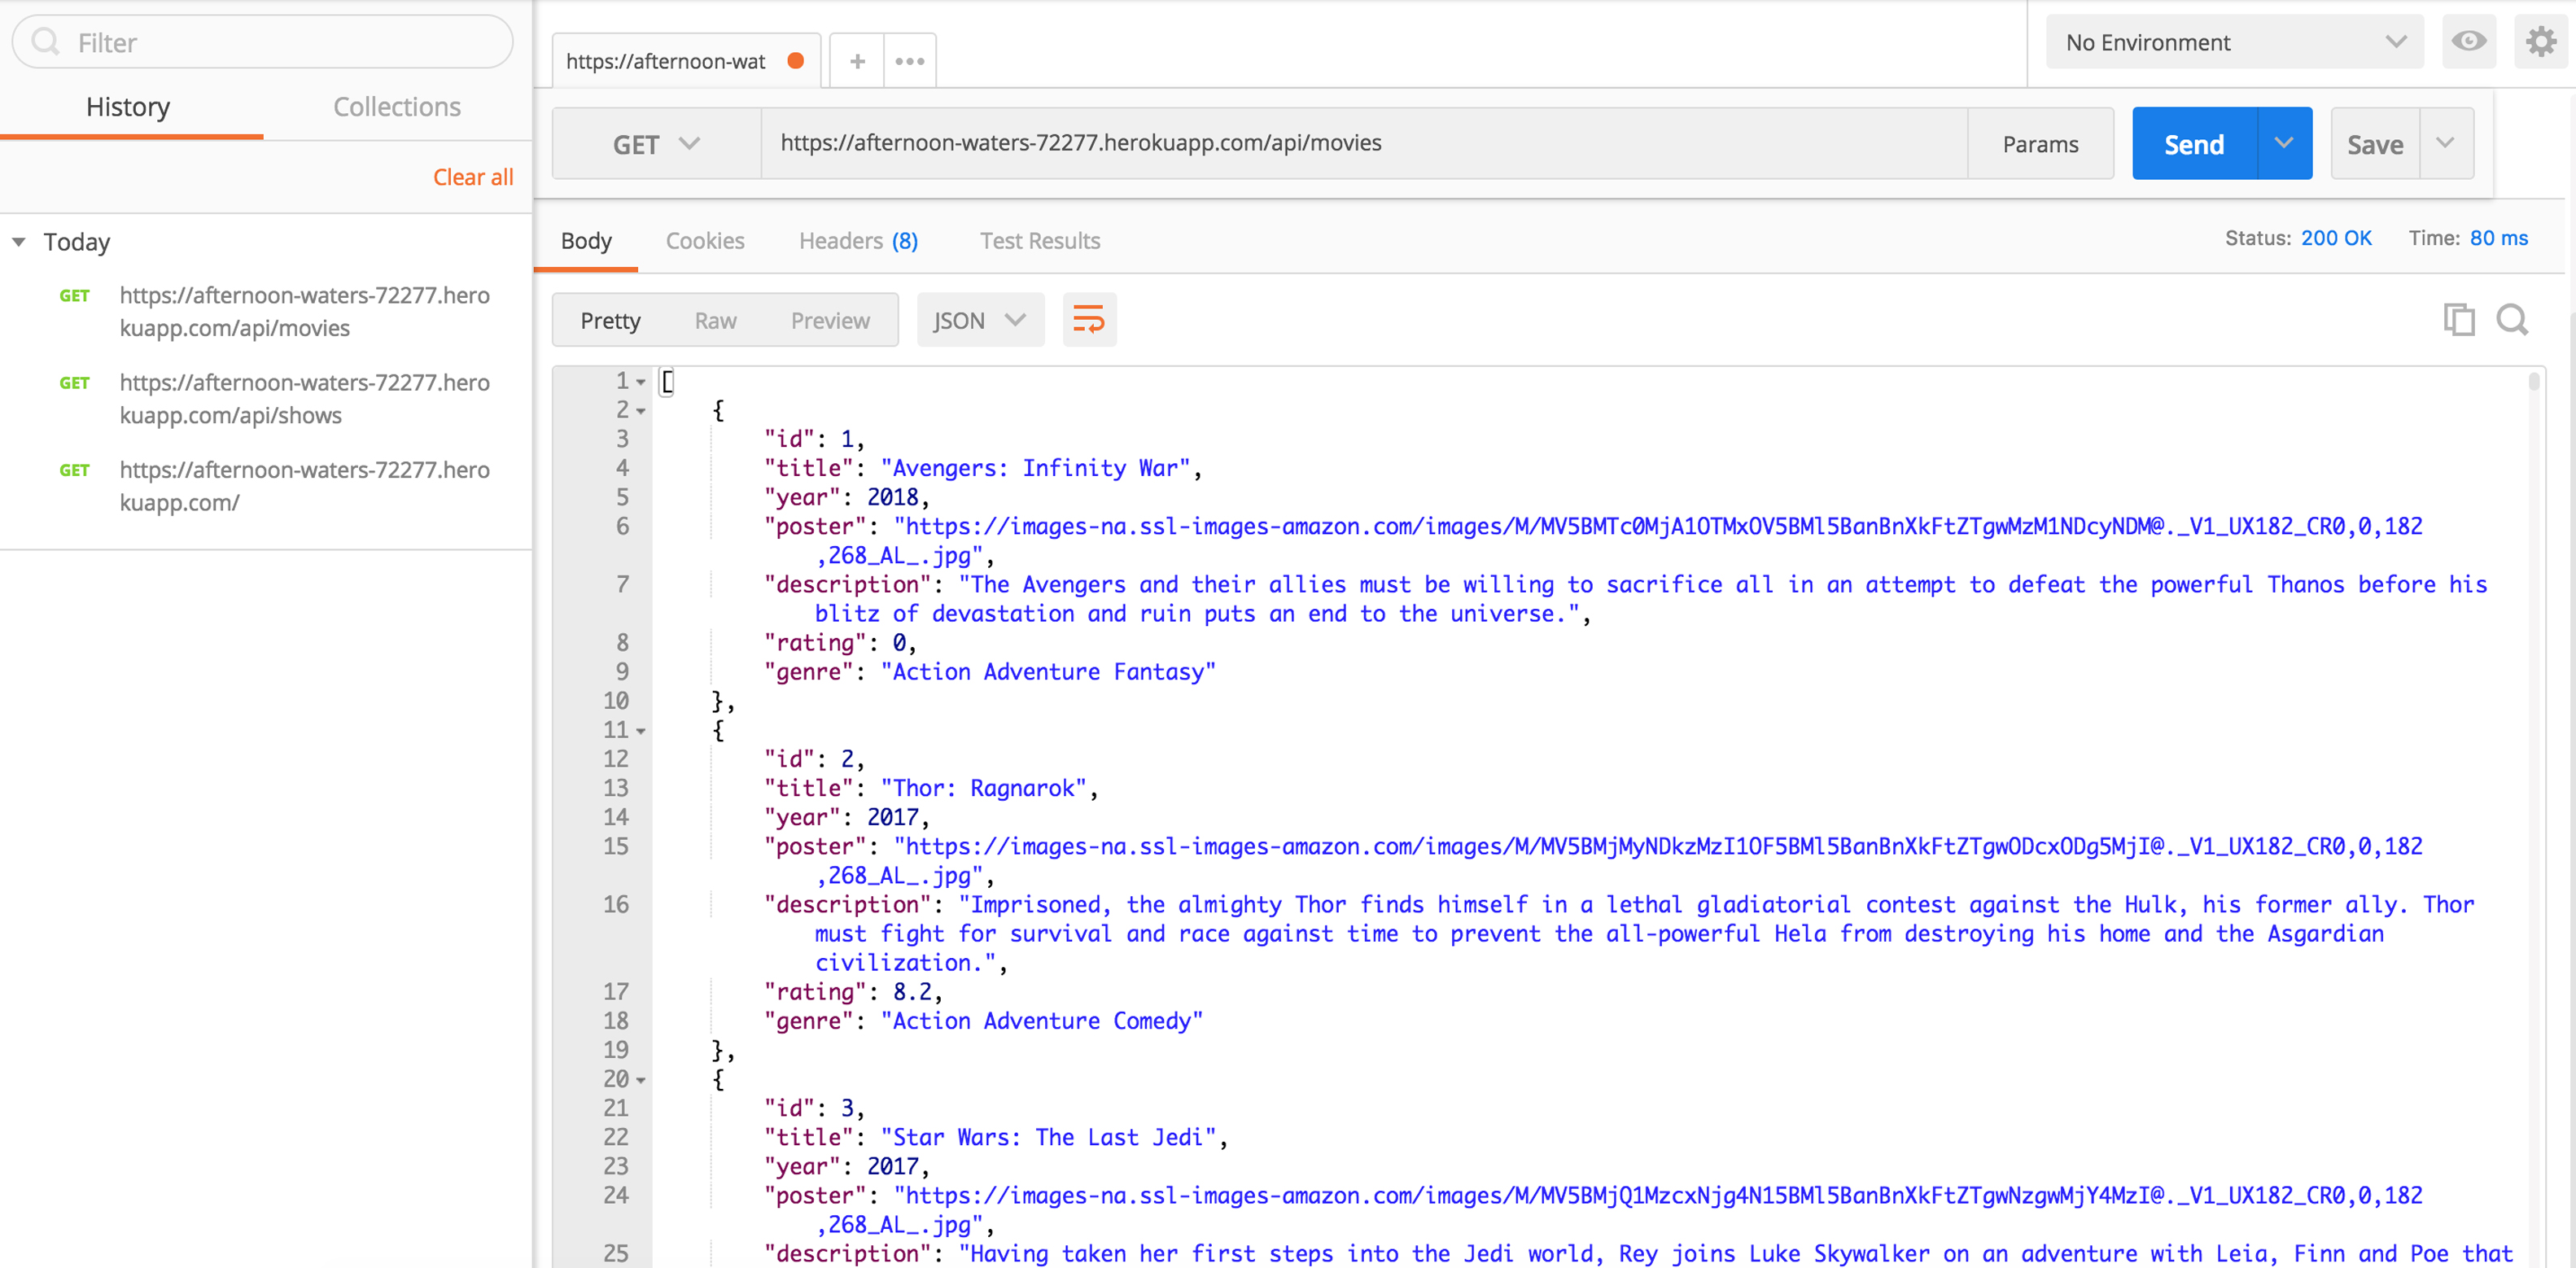 Filter
History Collections
Clear all
Today
GET https://afternoon-waters-72277.hero
kuapp.com/api/movies
GET https://afternoon-waters-72277.hero
kuapp.com/api/shows
GET https://afternoon-waters-72277.hero
kuapp.com/
https://afternoon-wat
No Environment
GET https://afternoon-waters-72277.herokuapp.com/api/movies Params Send Save
Body Cookies Headers (8) Test Results Status: 200 OK Time: 80 ms
Pretty Raw Preview JSON
1 [
2 {
3 "id": 1,
4 "title": "Avengers: Infinity War",
5 "year": 2018,
6 "poster": "https://images-na.ssl-images-amazon.com/images/M/MV5BMTc0MjA1OTMxOV5BMl5BanBnXkFtZTgwMzM1NDcyNDM@._V1_UX182_CR0,0,182
,268_AL_.jpg",
7 "description": "The Avengers and their allies must be willing to sacrifice all in an attempt to defeat the powerful Thanos before his
blitz of devastation and ruin puts an end to the universe.",
8 "rating": 0,
9 "genre": "Action Adventure Fantasy"
10 },
11 {
12 "id": 2,
13 "title": "Thor: Ragnarok",
14 "year": 2017,
15 "poster": "https://images-na.ssl-images-amazon.com/images/M/MV5BMjMyNDkzMzI1OF5BMl5BanBnXkFtZTgwODcxODg5MjI@._V1_UX182_CR0,0,182
,268_AL_.jpg",
16 "description": "Imprisoned, the almighty Thor finds himself in a lethal gladiatorial contest against the Hulk, his former ally. Thor
must fight for survival and race against time to prevent the all-powerful Hela from destroying his home and the Asgardian
civilization.",
17 "rating": 8.2,
18 "genre": "Action Adventure Comedy"
19 },
20 {
21 "id": 3,
22 "title": "Star Wars: The Last Jedi",
23 "year": 2017,
24 "poster": "https://images-na.ssl-images-amazon.com/images/M/MV5BMjQ1MzcxNjg4N15BMl5BanBnXkFtZTgwNzgwMjY4MzI@._V1_UX182_CR0,0,182
,268_AL_.jpg",
25 "description": "Having taken her first steps into the Jedi world, Rey joins Luke Skywalker on an adventure with Leia, Finn and Poe that